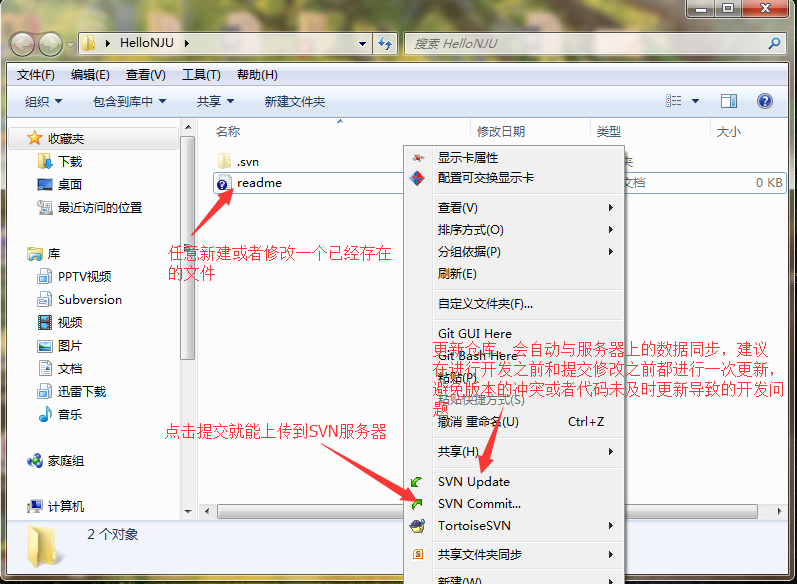 HelloNJU
搜索 HelloNJU
文件(F) 编辑(E) 查看(V) 工具(T) 帮助(H)
组织 包含到库中 共享 新建文件夹
名称 修改日期 类型 大小
收藏夹
下载
桌面
最近访问的位置
库
PPTV视频
Subversion
视频
图片
文档
迅雷下载
音乐
家庭组
计算机
.svn
readme
文档 0 KB
任意新建或者修改一个已经存在
的文件
点击提交就能上传到SVN服务器
显示卡属性
配置可交换显示卡
查看(V)
排序方式(O)
分组依据(P)
刷新(E)
自定义文件夹(F)...
Git GUI Here
Git Bash Here
粘贴(P)
粘贴快捷方式(S)
撤消 重命名(U) Ctrl+Z
共享(H)
SVN Update
SVN Commit...
TortoiseSVN
共享文件夹同步
新建(W)
更新仓库，会自动与服务器上的数据同步，建议
在进行开发之前和提交修改之前都进行一次更新，
避免版本的冲突或者代码未及时更新导致的开发问
题
2 个对象